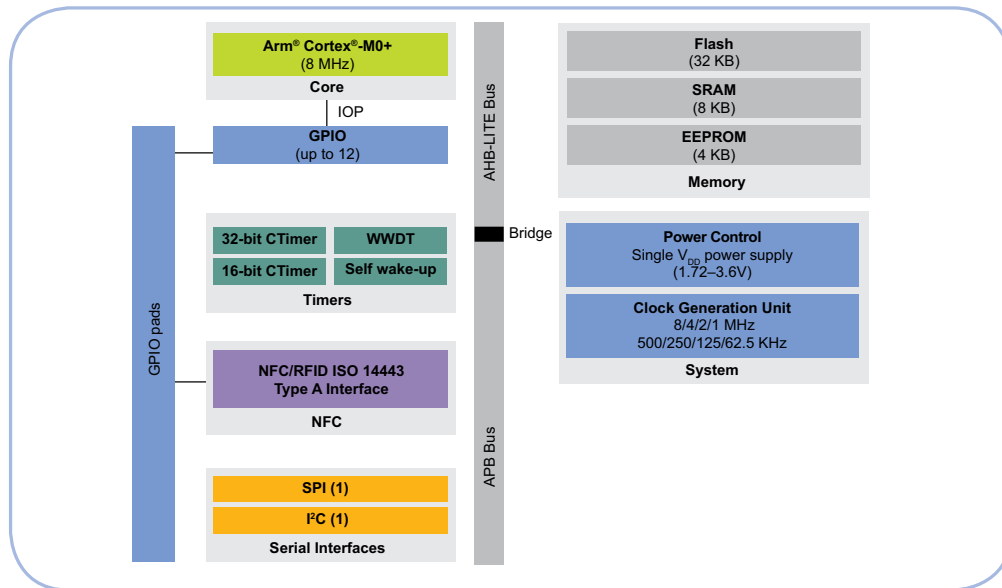 Arm® Cortex®-M0+
(8 MHz)
Core
IOP
GPIO
(up to 12)
GPIO pads
32-bit CTimer
WWDT
16-bit CTimer
Self wake-up
Timers
NFC/RFID ISO 14443
Type A Interface
NFC
SPI (1)
I²C (1)
Serial Interfaces
AHB-LITE Bus
Bridge
APB Bus
Flash
(32 KB)
SRAM
(8 KB)
EEPROM
(4 KB)
Memory
Power Control
Single VDD power supply
(1.72–3.6V)
Clock Generation Unit
8/4/2/1 MHz
500/250/125/62.5 KHz
System